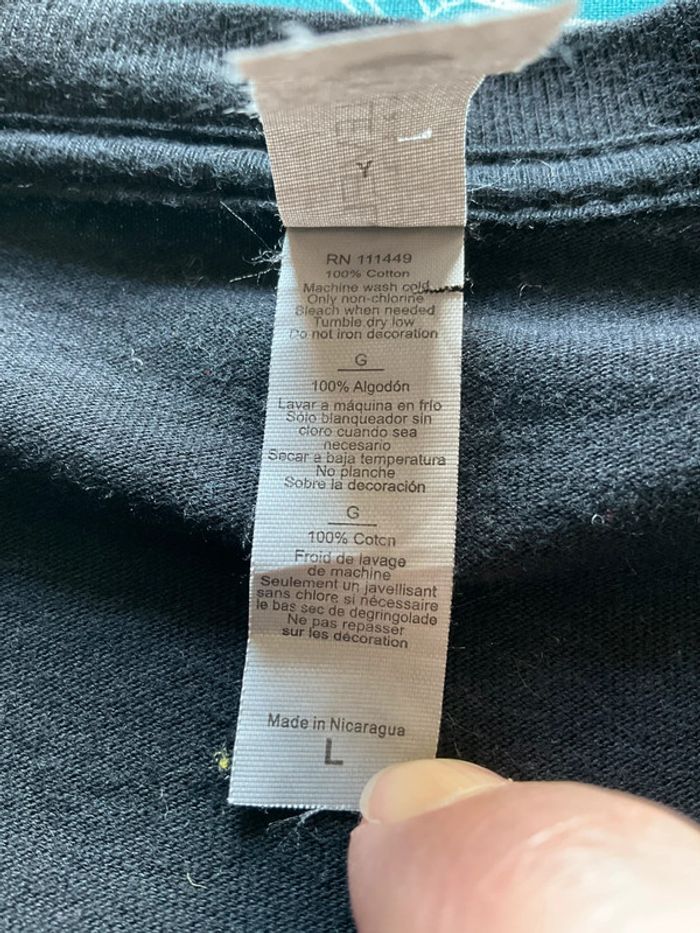 Y
RN 111449
100% Cotton
Machine wash cold
Only non-chlorine
Bleach when needed
Tumble dry low
Do not iron decoration
G
100% Algodón
Lavar a máquina en frío
Sólo blanqueador sin
cloro cuando sea
necesario
Secar a baja temperatura
No planche
Sobre la decoración
G
100% Coton
Froid de lavage
de machine
Seulement un javellisant
sans chlore si nécessaire
le bas sec de degringolade
Ne pas repasser
sur les décoration
Made in Nicaragua
L